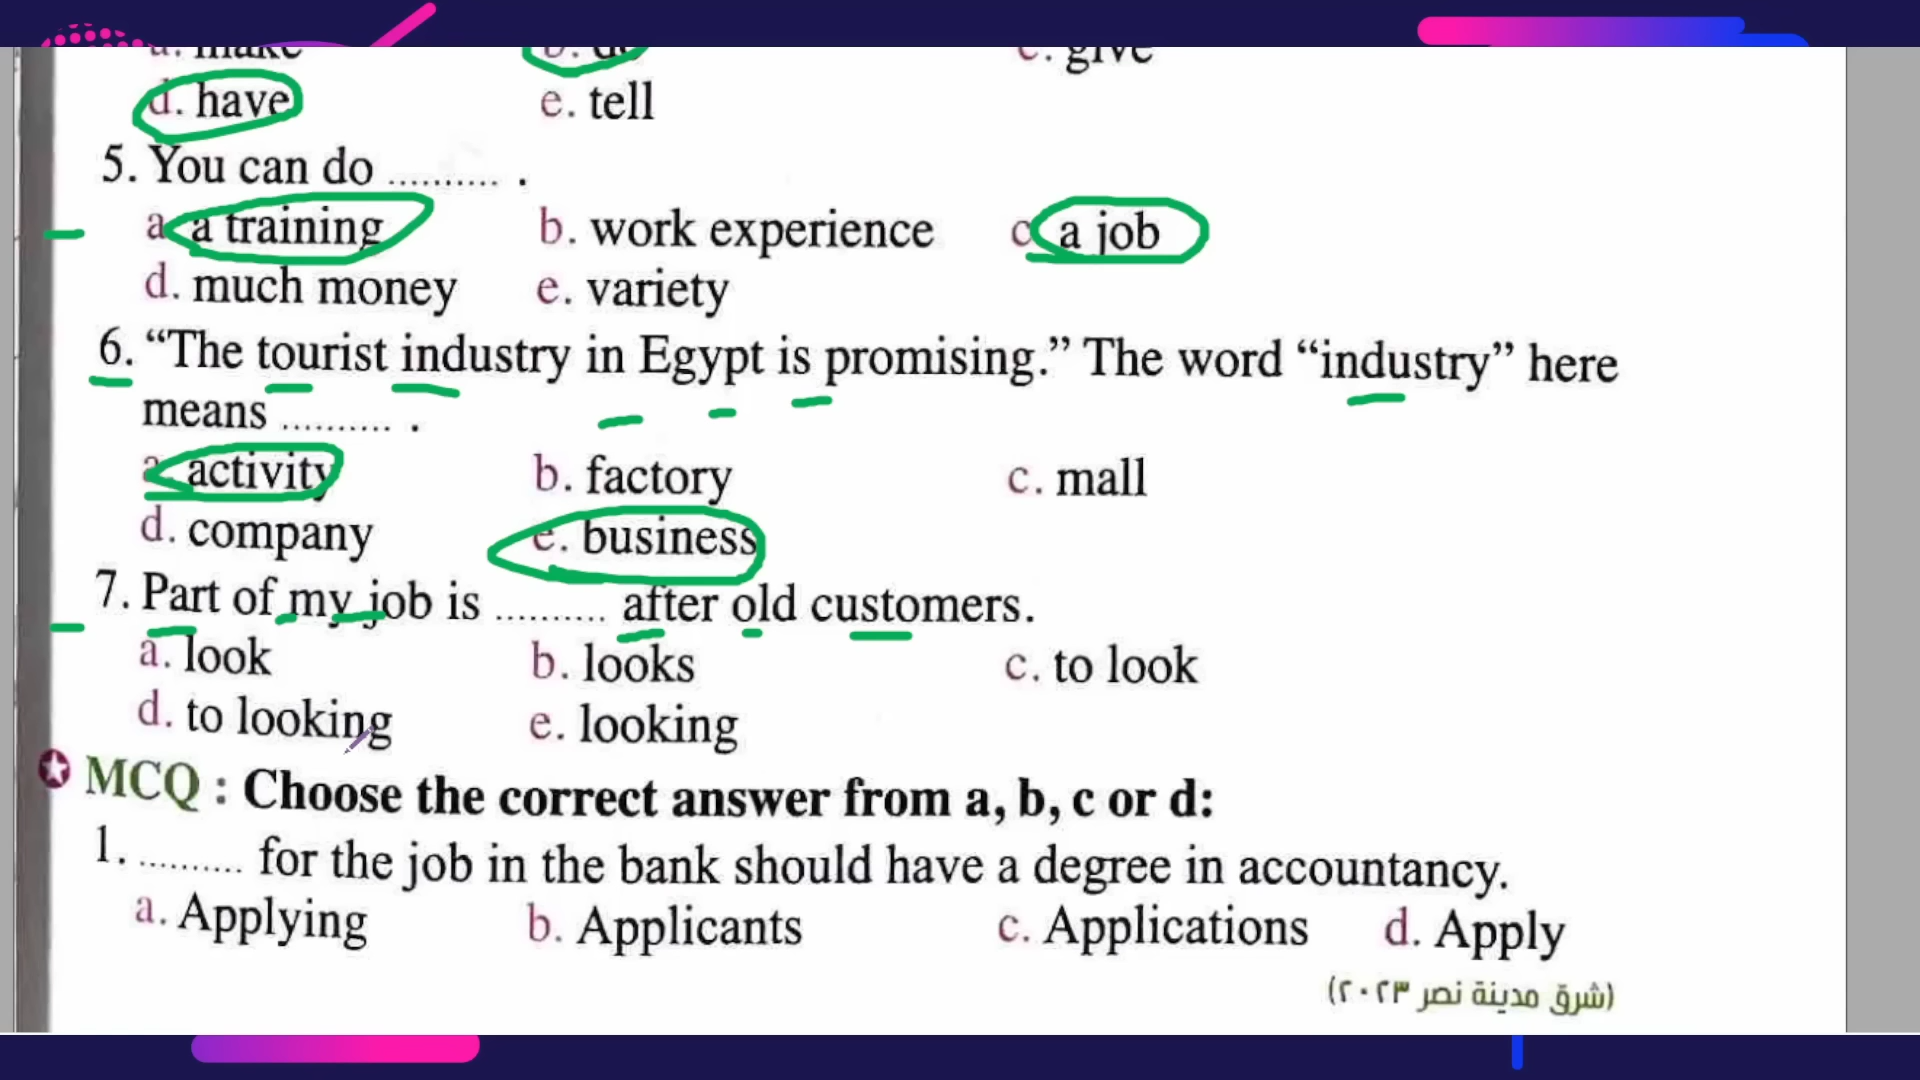 a. make b. do c. give
d. have e. tell
5. You can do .......... .
a. a training b. work experience c. a job
d. much money e. variety
6. “The tourist industry in Egypt is promising.” The word “industry” here
means .......... .
a. activity b. factory c. mall
d. company e. business
7. Part of my job is .......... after old customers.
a. look b. looks c. to look
d. to looking e. looking
MCQ : Choose the correct answer from a, b, c or d:
1. .......... for the job in the bank should have a degree in accountancy.
a. Applying b. Applicants c. Applications d. Apply
(شرق مدينة نصر ٢٠٢٣)